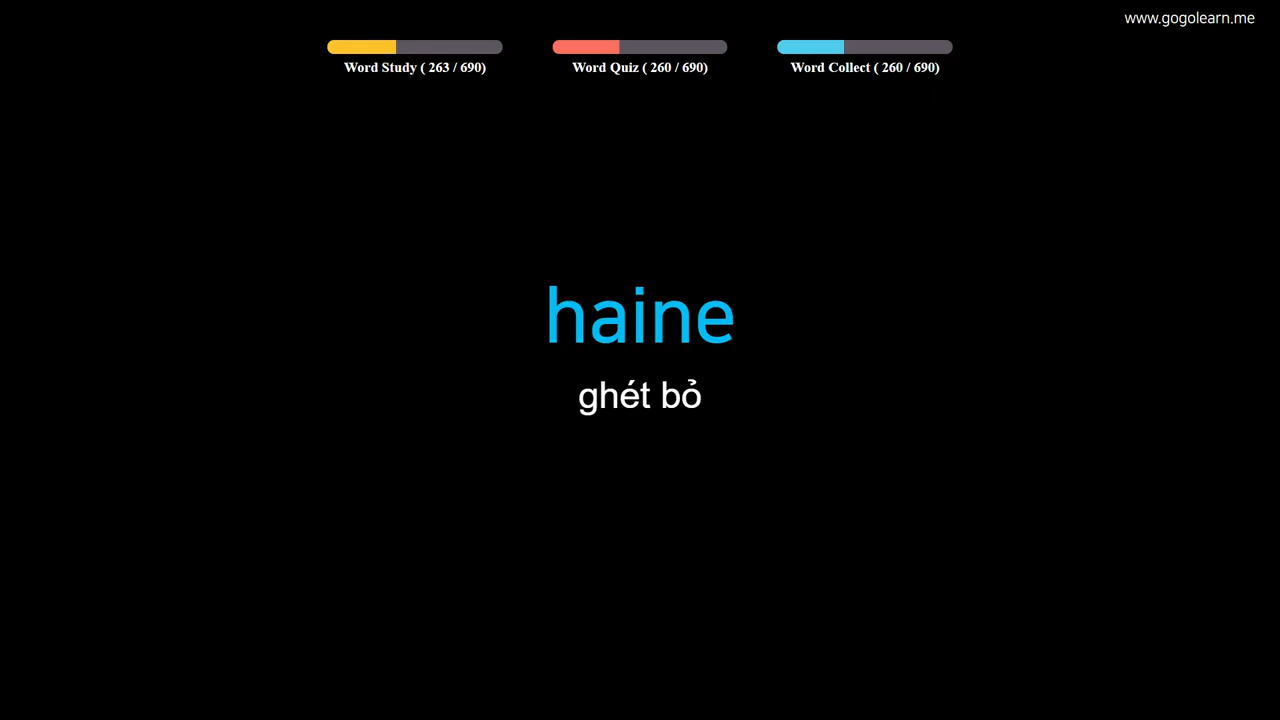 www.gogolearn.me
Word Study ( 263 / 690)
Word Quiz ( 260 / 690)
Word Collect ( 260 / 690)
haine
ghét bỏ